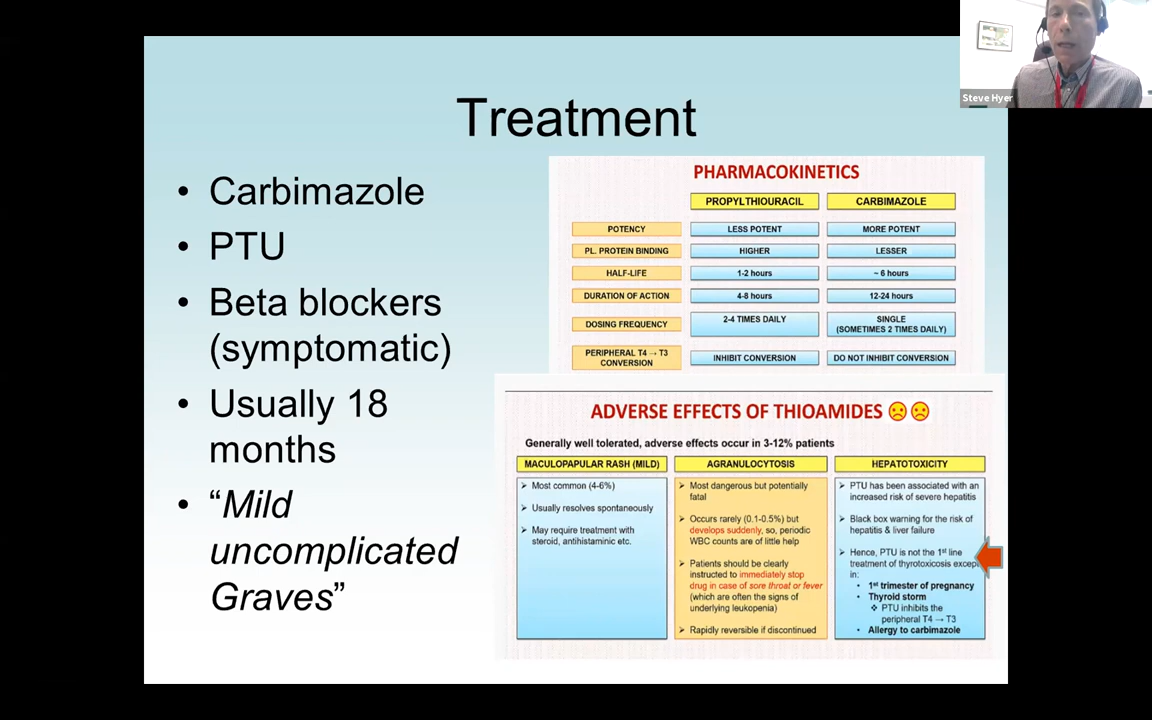 Steve Hyer
Treatment
• Carbimazole
• PTU
• Beta blockers
(symptomatic)
• Usually 18
months
• “Mild
uncomplicated
Graves”
PHARMACOKINETICS
PROPYLTHIOURACIL CARBIMAZOLE
POTENCY LESS POTENT MORE POTENT
PL. PROTEIN BINDING HIGHER LESSER
HALF-LIFE 1-2 hours ~ 6 hours
DURATION OF ACTION 4-8 hours 12-24 hours
DOSING FREQUENCY 2-4 TIMES DAILY SINGLE
(SOMETIMES 2 TIMES DAILY)
PERIPHERAL T4 → T3
CONVERSION INHIBIT CONVERSION DO NOT INHIBIT CONVERSION
ADVERSE EFFECTS OF THIOAMIDES
Generally well tolerated, adverse effects occur in 3-12% patients
MACULOPAPULAR RASH (MILD)
➢ Most common (4-6%)
➢ Usually resolves spontaneously
➢ May require treatment with
steroid, antihistaminic etc.
AGRANULOCYTOSIS
➢ Most dangerous but potentially
fatal
➢ Occurs rarely (0.1-0.5%) but
develops suddenly, so, periodic
WBC counts are of little help
➢ Patients should be clearly
instructed to immediately stop
drug in case of sore throat or fever
(which are often the signs of
underlying leukopenia)
➢ Rapidly reversible if discontinued
HEPATOTOXICITY
➢ PTU has been associated with an
increased risk of severe hepatitis
➢ Black box warning for the risk of
hepatitis & liver failure
➢ Hence, PTU is not the 1st line
treatment of thyrotoxicosis except
in:
• 1st trimester of pregnancy
• Thyroid storm
❖ PTU inhibits the
peripheral T4 → T3
• Allergy to carbimazole